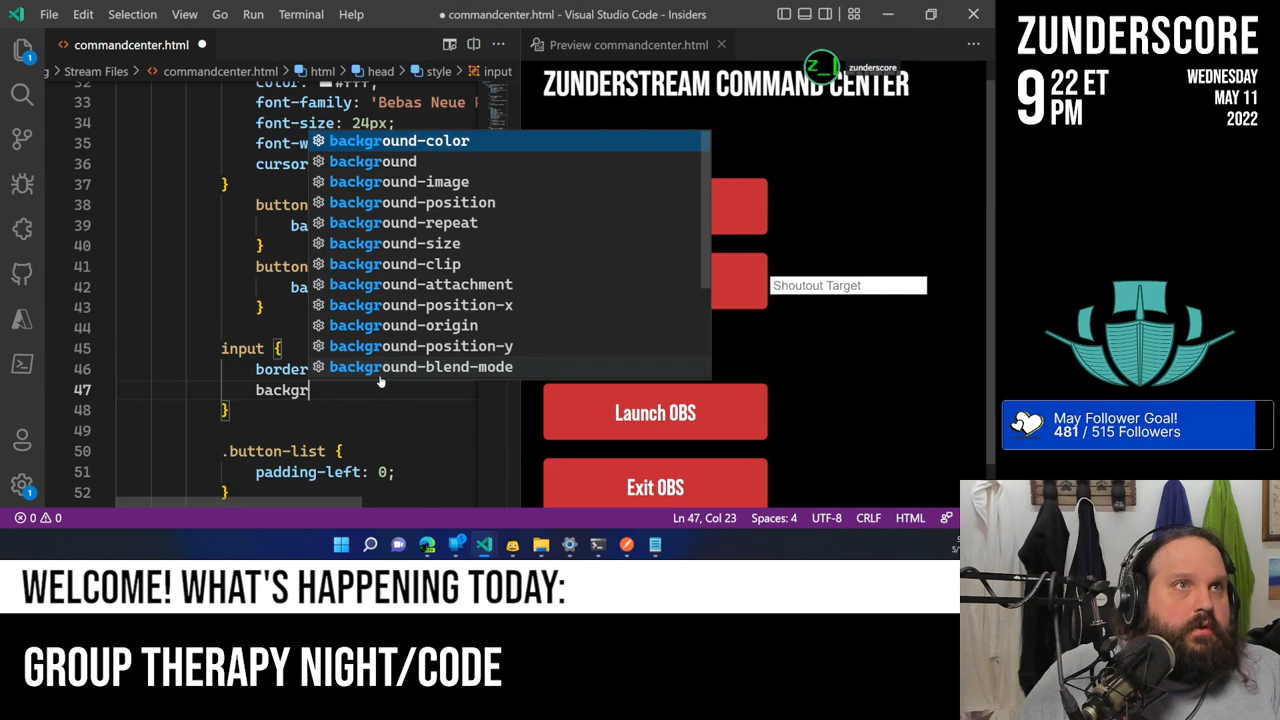 File Edit Selection View Go Run Terminal Help
commandcenter.html - Visual Studio Code - Insiders
commandcenter.html
Preview commandcenter.html
g > Stream Files > commandcenter.html > html > head > style > input
33 font-family: 'Bebas Neue
34 font-size: 24px;
35 font-w
36 cursor
37 }
38 button
39 ba
40 }
41 button
42 ba
43 }
44
45 input {
46 border
47 backgr
48 }
49
50 .button-list {
51 padding-left: 0;
52 }
background-color
background
background-image
background-position
background-repeat
background-size
background-clip
background-attachment
background-position-x
background-origin
background-position-y
background-blend-mode
ZUNDERSTREAM COMMAND CENTER
z_
zunderscore
Shoutout Target
Launch OBS
Exit OBS
0 0 Ln 47, Col 23 Spaces: 4 UTF-8 CRLF HTML
ZUNDERSCORE
9 22 ET PM
WEDNESDAY
MAY 11
2022
May Follower Goal!
481 / 515 Followers
WELCOME! WHAT'S HAPPENING TODAY:
GROUP THERAPY NIGHT/CODE